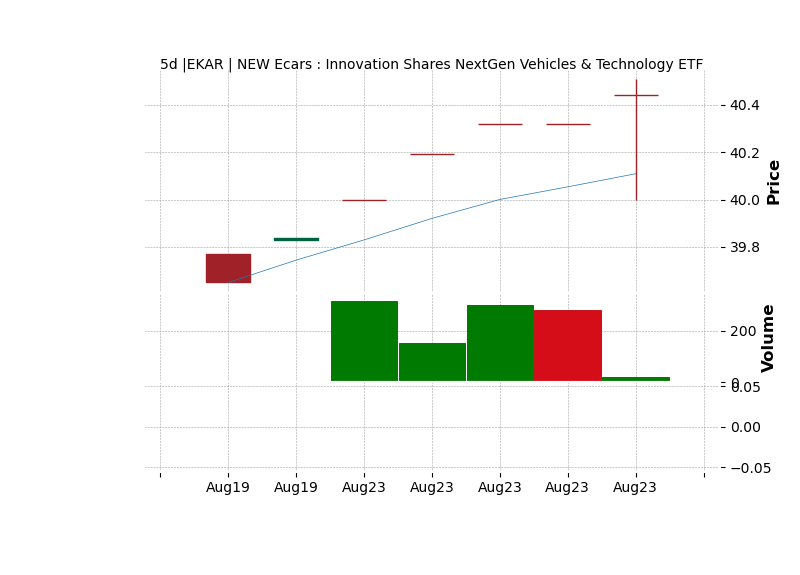 5d |EKAR | NEW Ecars : Innovation Shares NextGen Vehicles & Technology ETF
40.4
40.2
40.0
39.8
Price
200
0
Volume
0.05
0.00
−0.05
Aug19 Aug19 Aug23 Aug23 Aug23 Aug23 Aug23